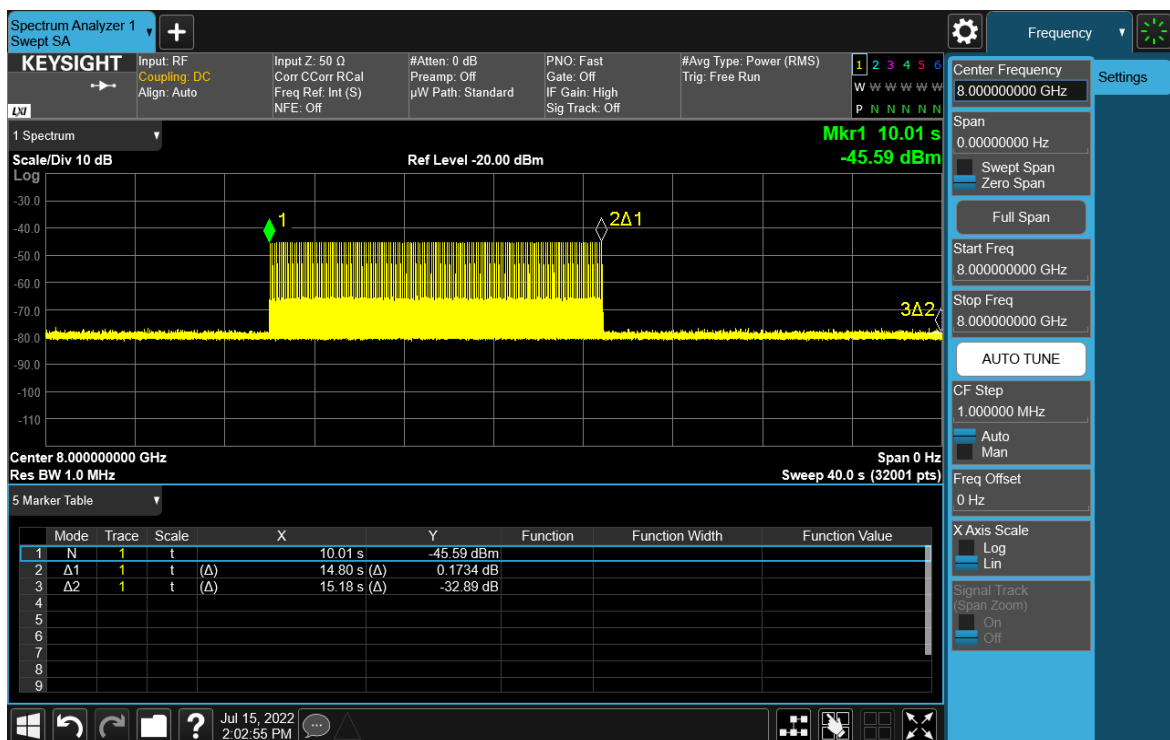 Spectrum Analyzer 1
Swept SA
+
Frequency
KEYSIGHT
LXI
Input: RF
Coupling: DC
Align: Auto
Input Z: 50 Ω
Corr CCorr RCal
Freq Ref: Int (S)
NFE: Off
#Atten: 0 dB
Preamp: Off
µW Path: Standard
PNO: Fast
Gate: Off
IF Gain: High
Sig Track: Off
#Avg Type: Power (RMS)
Trig: Free Run
1 2 3 4 5 6
W W W W W W
P N N N N N
1 Spectrum
Scale/Div 10 dB
Ref Level -20.00 dBm
Mkr1 10.01 s
-45.59 dBm
Log
-30.0
-40.0
-50.0
-60.0
-70.0
-80.0
-90.0
-100
-110
1
2Δ1
3Δ2
Center 8.000000000 GHz
Span 0 Hz
Res BW 1.0 MHz
Sweep 40.0 s (32001 pts)
5 Marker Table
Mode Trace Scale X Y Function Function Width Function Value
1 N 1 t 10.01 s -45.59 dBm
2 Δ1 1 t (Δ) 14.80 s (Δ) 0.1734 dB
3 Δ2 1 t (Δ) 15.18 s (Δ) -32.89 dB
4
5
6
7
8
9
Center Frequency
8.000000000 GHz
Settings
Span
0.00000000 Hz
Swept Span
Zero Span
Full Span
Start Freq
8.000000000 GHz
Stop Freq
8.000000000 GHz
AUTO TUNE
CF Step
1.000000 MHz
Auto
Man
Freq Offset
0 Hz
X Axis Scale
Log
Lin
Signal Track
(Span Zoom)
On
Off
?
Jul 15, 2022
2:02:55 PM